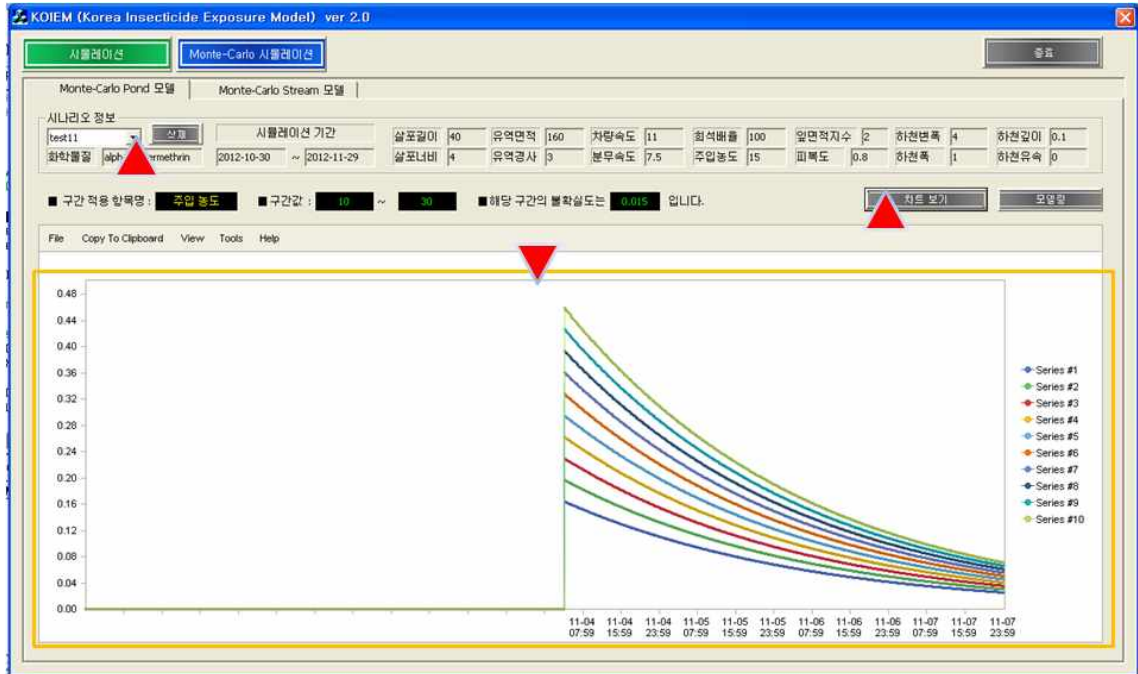 KOIEM (Korea Insecticide Exposure Model) ver 2.0
시뮬레이션 Monte-Carlo 시뮬레이션 종료
Monte-Carlo Pond 모델 Monte-Carlo Stream 모델
시나리오 정보
test11 삭제 시뮬레이션 기간 살포길이 40 유역면적 160 차량속도 11 희석배율 100 잎면적지수 2 하천변폭 4 하천깊이 0.1
화학물질 2012-10-30 ~ 2012-11-29 살포너비 4 유역경사 3 분무속도 7.5 주입농도 15 피복도 0.8 하천폭 1 하천유속 0
■ 구간 적용 항목명 : 주입 농도 ■ 구간값 : 10 ~ 30 ■ 해당 구간의 불확실도는 0.015 입니다. 차트 보기 모델링
File Copy To Clipboard View Tools Help
0.48
0.44
0.40
0.36
0.32
0.28
0.24
0.20
0.16
0.12
0.08
0.04
0.00
Series #1
Series #2
Series #3
Series #4
Series #5
Series #6
Series #7
Series #8
Series #9
Series #10
11-04 11-04 11-04 11-05 11-05 11-05 11-06 11-06 11-06 11-07 11-07 11-07
07:59 15:59 23:59 07:59 15:59 23:59 07:59 15:59 23:59 07:59 15:59 23:59